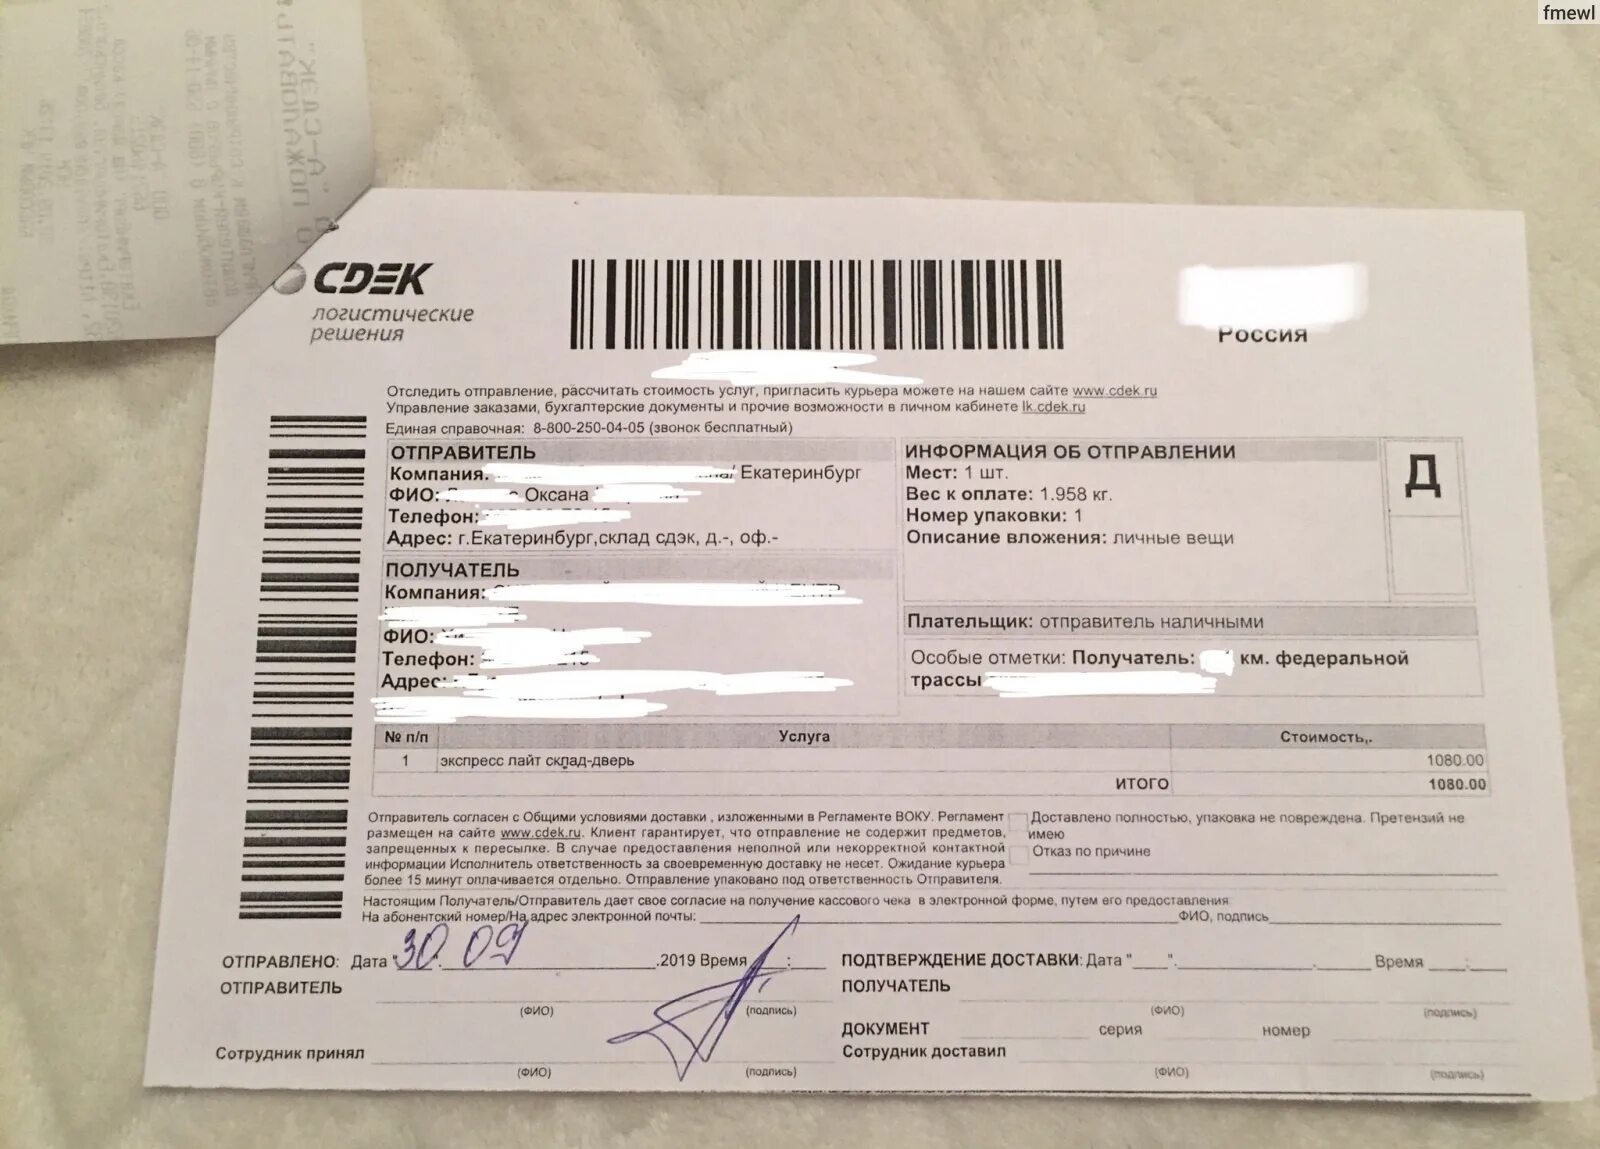 fmewl
CDEK
логистические
решения
Россия
Отследить отправление, рассчитать стоимость услуг, пригласить курьера можете на нашем сайте www.cdek.ru
Управление заказами, бухгалтерские документы и прочие возможности в личном кабинете lk.cdek.ru
Единая справочная: 8-800-250-04-05 (звонок бесплатный)
ОТПРАВИТЕЛЬ
Компания: / Екатеринбург
ФИО: Оксана
Телефон:
Адрес: г.Екатеринбург,склад сдэк, д.-, оф.-
ПОЛУЧАТЕЛЬ
Компания:
ФИО:
Телефон:
Адрес:
ИНФОРМАЦИЯ ОБ ОТПРАВЛЕНИИ
Мест: 1 шт.
Вес к оплате: 1.958 кг.
Номер упаковки: 1
Описание вложения: личные вещи
Д
Плательщик: отправитель наличными
Особые отметки: Получатель: км. федеральной
трассы
№ п/п Услуга Стоимость,.
1 экспресс лайт склад-дверь 1080.00
ИТОГО 1080.00
Отправитель согласен с Общими условиями доставки , изложенными в Регламенте ВОКУ. Регламент
размещен на сайте www.cdek.ru. Клиент гарантирует, что отправление не содержит предметов,
запрещенных к пересылке. В случае предоставления неполной или некорректной контактной
информации Исполнитель ответственность за своевременную доставку не несет. Ожидание курьера
более 15 минут оплачивается отдельно. Отправление упаковано под ответственность Отправителя.
Доставлено полностью, упаковка не повреждена. Претензий не
имею
Отказ по причине
Настоящим Получатель/Отправитель дает свое согласие на получение кассового чека в электронной форме, путем его предоставления
На абонентский номер/На адрес электронной почты: ФИО, подпись
ОТПРАВЛЕНО: Дата "30". 09 .2019 Время :
ОТПРАВИТЕЛЬ
(ФИО) (подпись)
Сотрудник принял
(ФИО) (подпись)
ПОДТВЕРЖДЕНИЕ ДОСТАВКИ: Дата "___". Время :
ПОЛУЧАТЕЛЬ
(ФИО) (подпись)
ДОКУМЕНТ серия номер
Сотрудник доставил
(ФИО) (подпись)